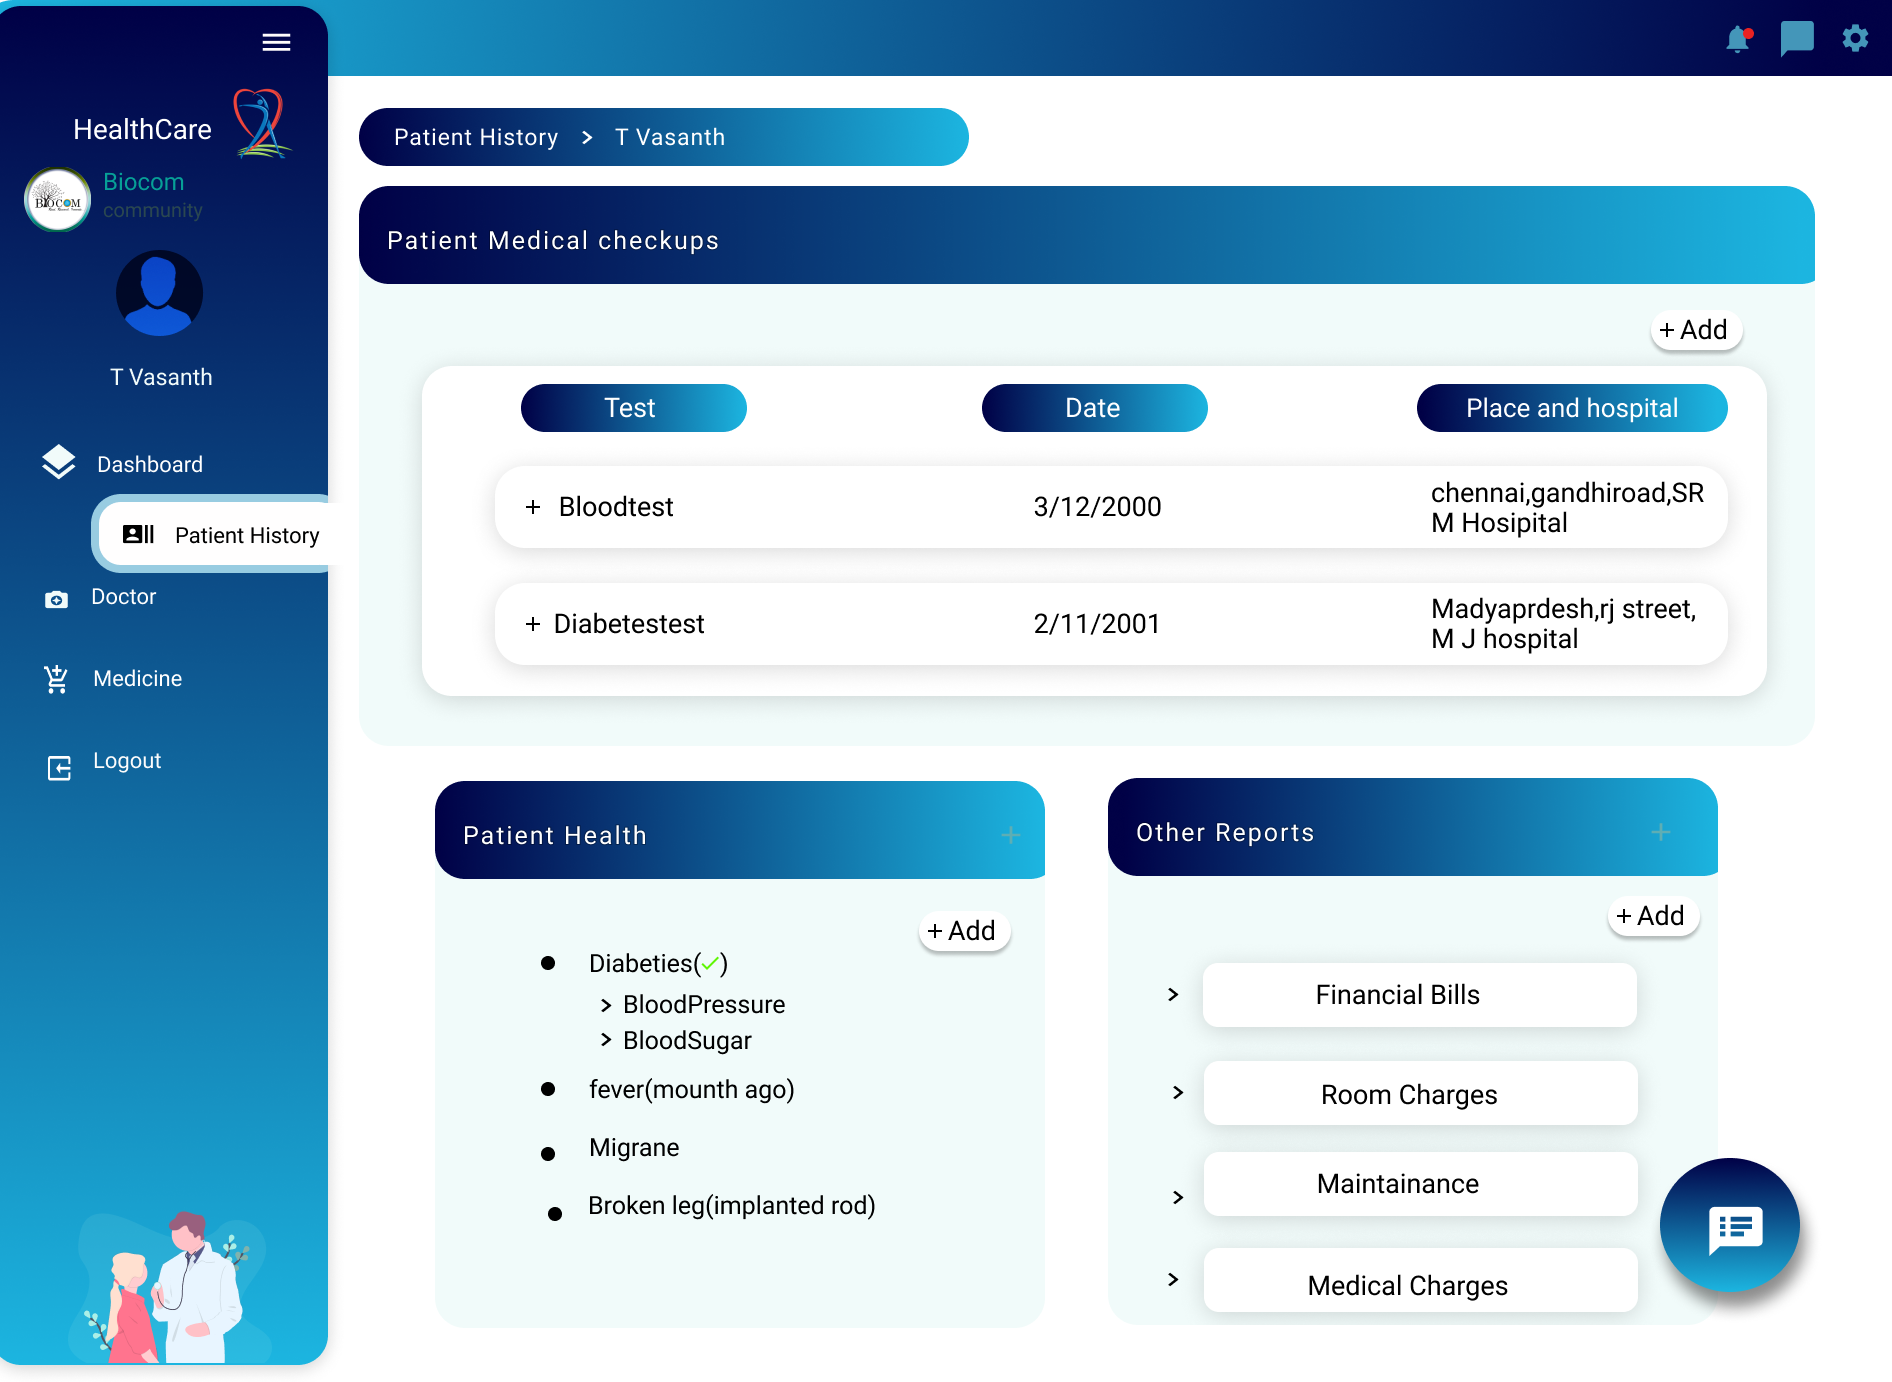 HealthCare
BIOCOM
Biocom
community
T Vasanth
Dashboard
Patient History
Doctor
Medicine
Logout
Patient History > T Vasanth
Patient Medical checkups
+ Add
Test Date Place and hospital
+ Bloodtest 3/12/2000 chennai,gandhiroad,SR
M Hosipital
+ Diabetestest 2/11/2001 Madyaprdesh,rj street,
M J hospital
Patient Health +
+ Add
Diabeties(✓)
> BloodPressure
> BloodSugar
fever(mounth ago)
Migrane
Broken leg(implanted rod)
Other Reports +
+ Add
> Financial Bills
> Room Charges
> Maintainance
> Medical Charges